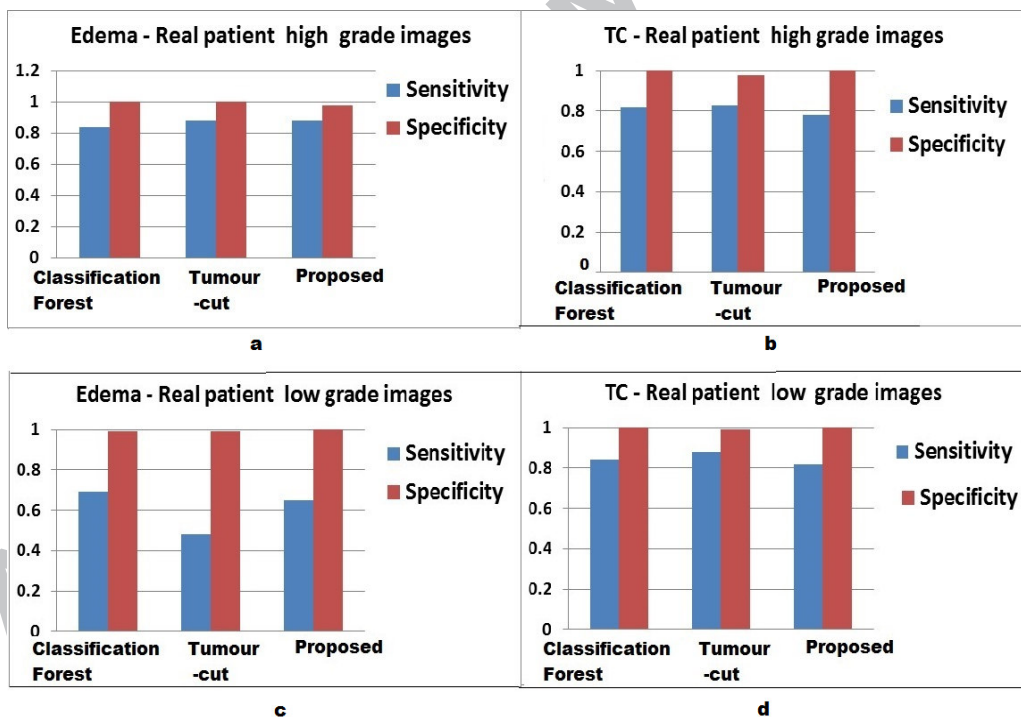 Edema - Real patient high grade images
1.2
1
0.8
0.6
0.4
0.2
0
Sensitivity
Specificity
Classification Forest
Tumour -cut
Proposed
a
TC - Real patient high grade images
1
0.8
0.6
0.4
0.2
0
Sensitivity
Specificity
Classification Forest
Tumour -cut
Proposed
b
Edema - Real patient low grade images
1
0.8
0.6
0.4
0.2
0
Sensitivity
Specificity
Classification Forest
Tumour -cut
Proposed
c
TC - Real patient low grade images
1
0.8
0.6
0.4
0.2
0
Sensitivity
Specificity
Classification Forest
Tumour -cut
Proposed
d